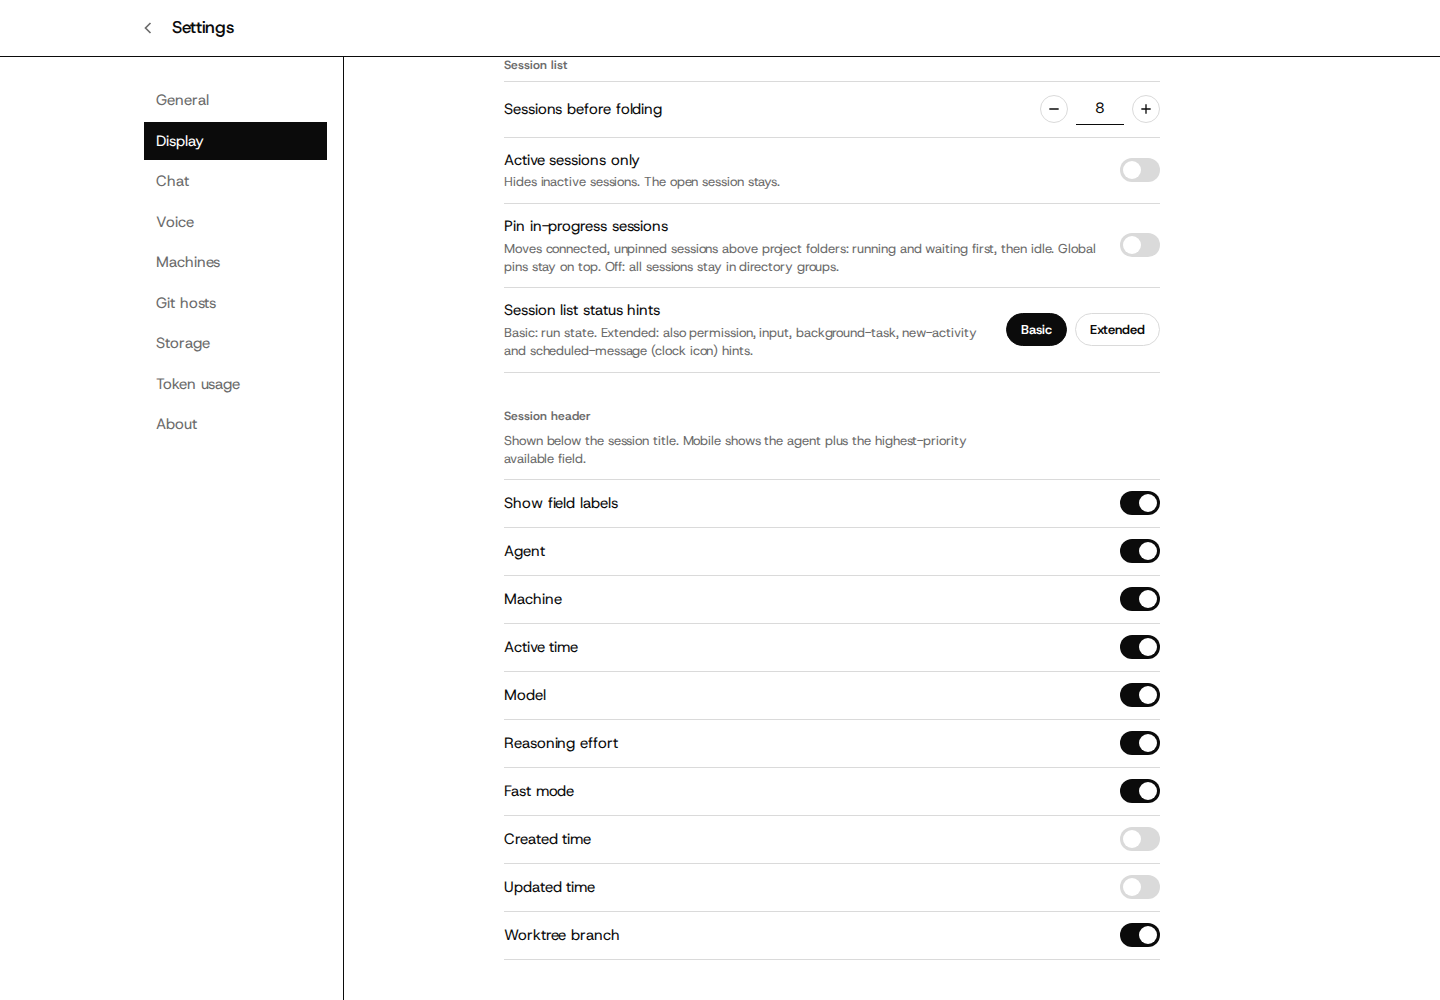 Settings
General
Display
Chat
Voice
Machines
Git hosts
Storage
Token usage
About
Session list
Sessions before folding
8
Active sessions only
Hides inactive sessions. The open session stays.
Pin in-progress sessions
Moves connected, unpinned sessions above project folders: running and waiting first, then idle. Global
pins stay on top. Off: all sessions stay in directory groups.
Session list status hints
Basic: run state. Extended: also permission, input, background-task, new-activity
and scheduled-message (clock icon) hints.
Basic
Extended
Session header
Shown below the session title. Mobile shows the agent plus the highest-priority
available field.
Show field labels
Agent
Machine
Active time
Model
Reasoning effort
Fast mode
Created time
Updated time
Worktree branch